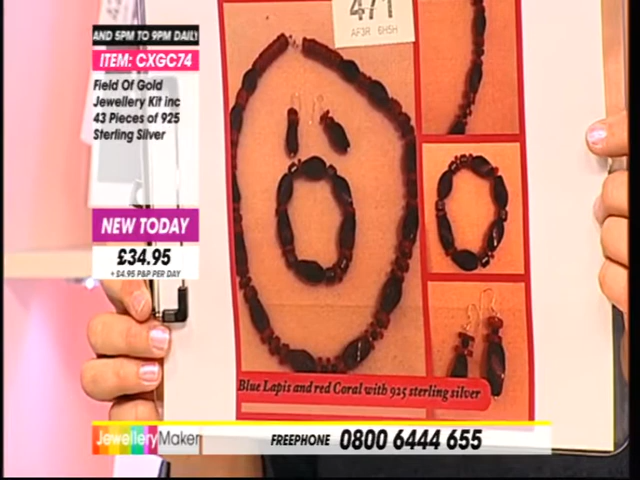 AND 5PM TO 9PM DAILY
ITEM: CXGC74
Field Of Gold
Jewellery Kit inc
43 Pieces of 925
Sterling Silver
NEW TODAY
£34.95
+ £4.95 P&P PER DAY
471
AF3R 6H5H
Blue Lapis and red Coral with 925 sterling silver
JewelleryMaker
FREEPHONE 0800 6444 655